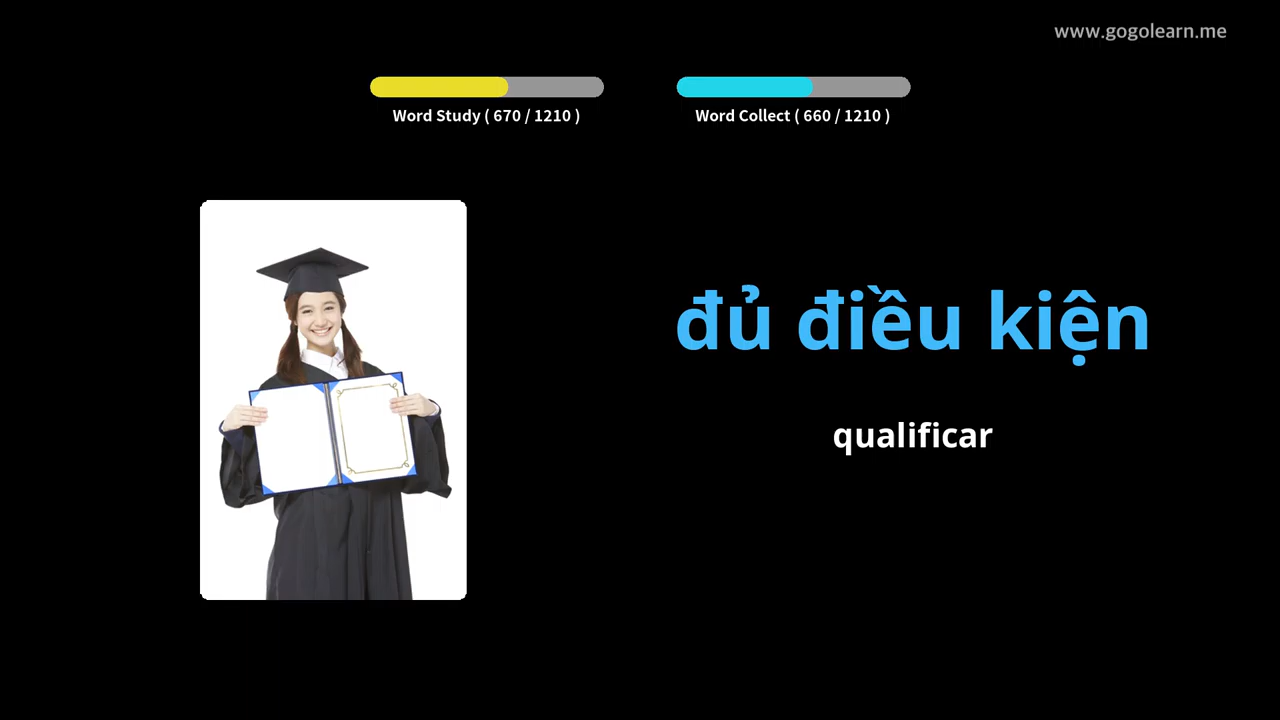 www.gogolearn.me
Word Study ( 670 / 1210 )
Word Collect ( 660 / 1210 )
đủ điều kiện
qualificar